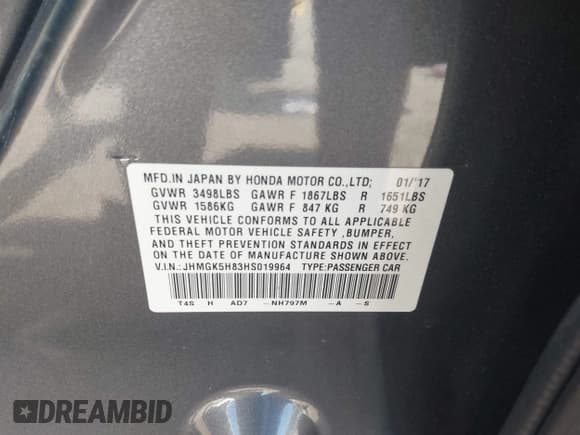 MFD.IN JAPAN BY HONDA MOTOR CO.,LTD; 01/'17
GVWR 3498LBS GAWR F 1867LBS R 1651LBS
GVWR 1586KG GAWR F 847 KG R 749 KG
THIS VEHICLE CONFORMS TO ALL APPLICABLE
FEDERAL MOTOR VEHICLE SAFETY ,BUMPER,
AND THEFT PREVENTION STANDARDS IN EFFECT
ON THE DATE OF MANUFACTURE SHOWN ABOVE.
V.I.N.:JHMGK5H83HS019964 TYPE:PASSENGER CAR
T4S H AD7 -NH797M -A -S
DREAMBID